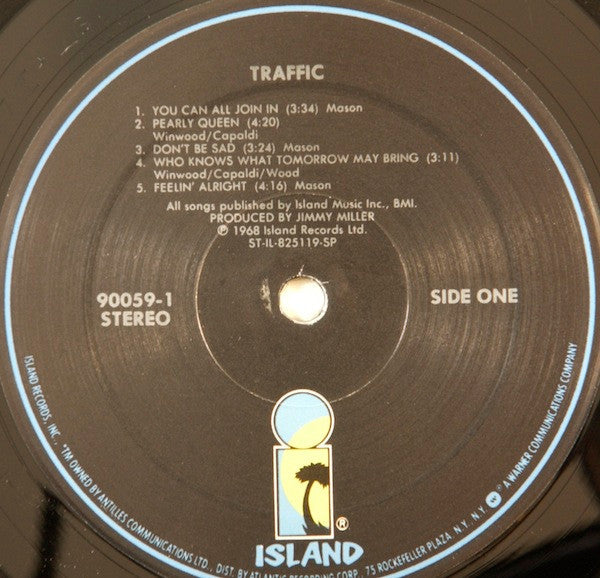 TRAFFIC
1. YOU CAN ALL JOIN IN (3:34) Mason
2. PEARLY QUEEN (4:20)
Winwood/Capaldi
3. DON'T BE SAD (3:24) Mason
4. WHO KNOWS WHAT TOMORROW MAY BRING (3:11)
Winwood/Capaldi/Wood
5. FEELIN' ALRIGHT (4:16) Mason
All songs published by Island Music Inc., BMI.
PRODUCED BY JIMMY MILLER
℗ 1968 Island Records Ltd.
ST-IL-825119-SP
90059-1
STEREO
SIDE ONE
®
ISLAND
ISLAND RECORDS, INC. *TM OWNED BY ANTILLES COMMUNICATIONS LTD., DIST. BY ATLANTIC RECORDING CORP., 75 ROCKEFELLER PLAZA, N.Y., N.Y. A WARNER COMMUNICATIONS COMPANY